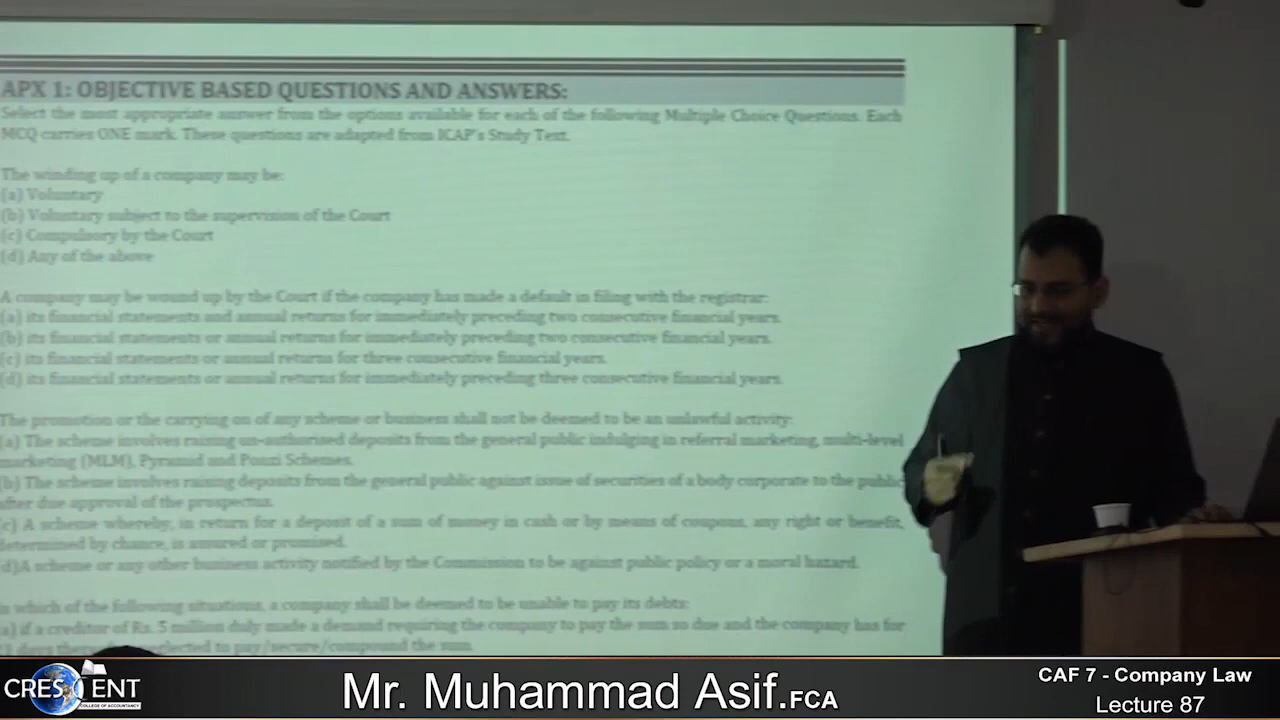 APX 1: OBJECTIVE BASED QUESTIONS AND ANSWERS:
Select the most appropriate answer from the options available for each of the following Multiple Choice Questions. Each
MCQ carries ONE mark. These questions are adapted from ICAP's Study Text.
The winding up of a company may be:
(a) Voluntary
(b) Voluntary subject to the supervision of the Court
(c) Compulsory by the Court
(d) Any of the above
A company may be wound up by the Court if the company has made a default in filing with the registrar:
(a) its financial statements and annual returns for immediately preceding two consecutive financial years.
(b) its financial statements or annual returns for immediately preceding two consecutive financial years.
(c) its financial statements or annual returns for three consecutive financial years.
(d) its financial statements or annual returns for immediately preceding three consecutive financial years.
The promotion or the carrying on of any scheme or business shall not be deemed to be an unlawful activity:
(a) The scheme involves raising un-authorised deposits from the general public indulging in referral marketing, multi-level
marketing (MLM), Pyramid and Ponzi Schemes.
(b) The scheme involves raising deposits from the general public against issue of securities of a body corporate to the public
after due approval of the prospectus.
(c) A scheme whereby, in return for a deposit of a sum of money in cash or by means of coupons, any right or benefit,
determined by chance, is assured or promised.
(d)A scheme or any other business activity notified by the Commission to be against public policy or a moral hazard.
in which of the following situations, a company shall be deemed to be unable to pay its debts:
(a) if a creditor of Rs. 5 million duly made a demand requiring the company to pay the sum so due and the company has for
days neglected to pay/secure/compound the sum
CRESCENT
COLLEGE OF ACCOUNTANCY
Mr. Muhammad Asif.FCA
CAF 7 - Company Law
Lecture 87